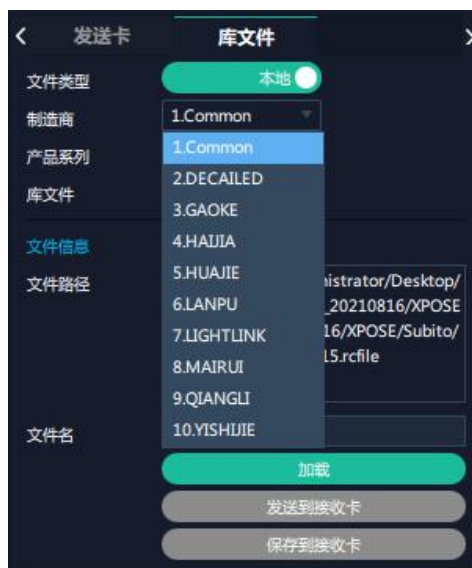 发送卡 库文件
文件类型 本地
制造商 1.Common
1.Common
产品系列
2.DECAILED
库文件
3.GAOKE
文件信息
4.HAIJIA
5.HUAJIE
文件路径 istrator/Desktop/
6.LANPU _20210816/XPOSE
7.LIGHTLINK 16/XPOSE/Subito/
8.MAIRUI 15.rcfile
9.QIANGLI
文件名 10.YISHIJIE
加载
发送到接收卡
保存到接收卡